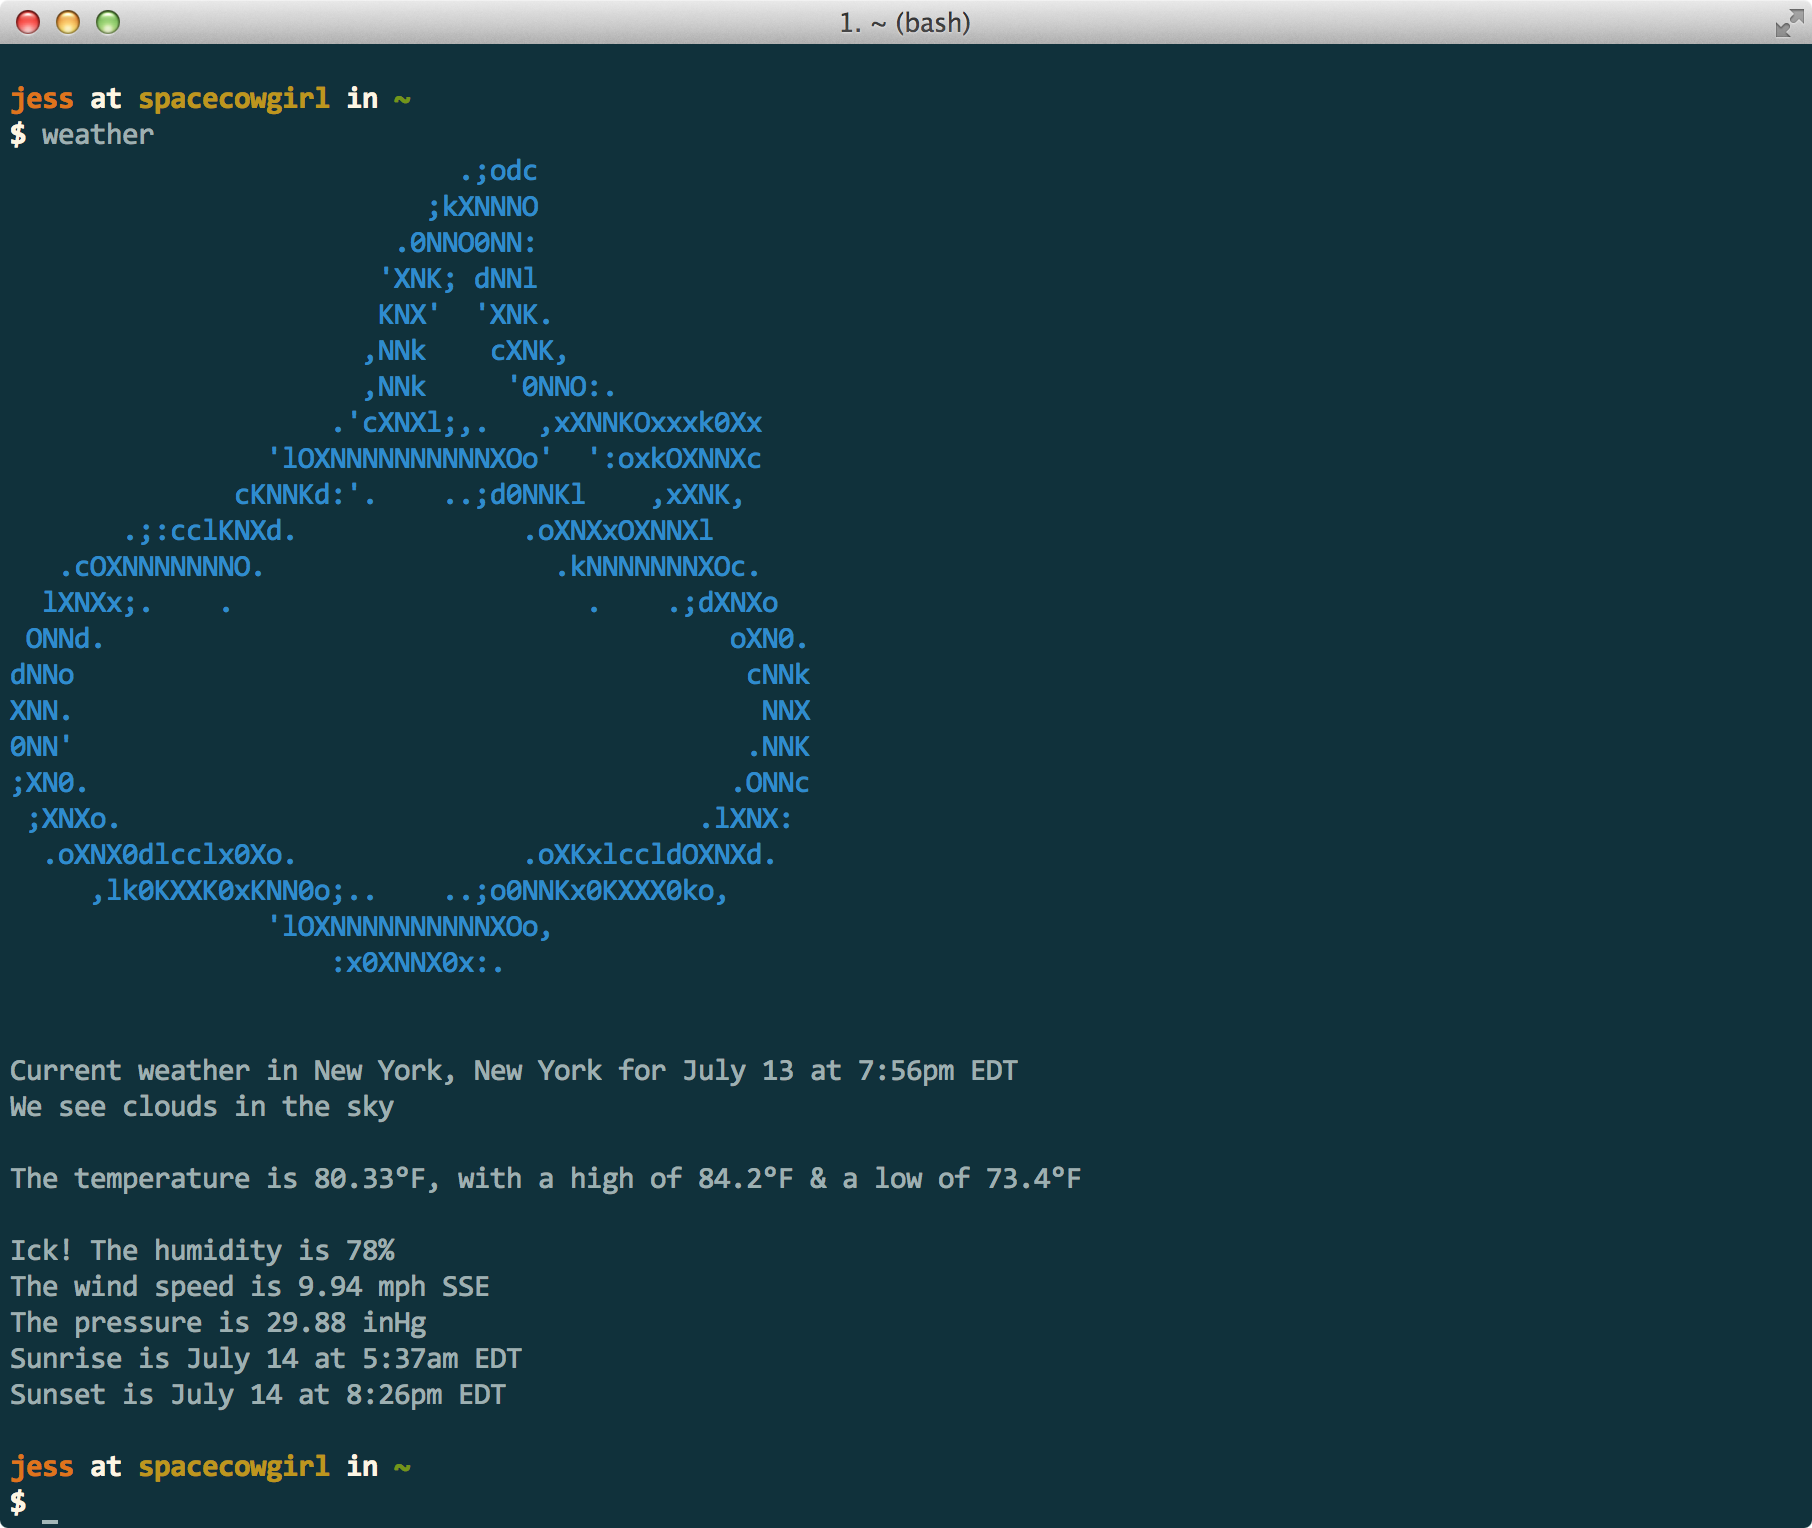 1. ~ (bash)
jess at spacecowgirl in ~
$ weather
                            .;odc
                          ;kXNNNO
                        .0NNO0NN:
                       'XNK; dNNl
                       KNX'  'XNK.
                      ,NNk    cXNK,
                      ,NNk     '0NNO:.
                    .'cXNXl;,.   ,xXNNKOxxxk0Xx
                'lOXNNNNNNNNNNXOo'  ':oxkOXNNXc
              cKNNKd:'.    ..;d0NNKl    ,xXNK,
       .;:cclKNXd.              .oXNXxOXNNXl
   .cOXNNNNNNNO.                  .kNNNNNNNXOc.
  lXNXx;.    .                      .    .;dXNXo
 ONNd.                                       oXN0.
dNNo                                          cNNk
XNN.                                           NNX
0NN'                                          .NNK
;XN0.                                        .ONNc
 ;XNXo.                                    .lXNX:
  .oXNX0dlcclx0Xo.              .oXKxlccldOXNXd.
     ,lk0KXXK0xKNN0o;..    ..;o0NNKx0KXXX0ko,
                'lOXNNNNNNNNNNXOo,
                    :x0XNNX0x:.
Current weather in New York, New York for July 13 at 7:56pm EDT
We see clouds in the sky
The temperature is 80.33°F, with a high of 84.2°F & a low of 73.4°F
Ick! The humidity is 78%
The wind speed is 9.94 mph SSE
The pressure is 29.88 inHg
Sunrise is July 14 at 5:37am EDT
Sunset is July 14 at 8:26pm EDT
jess at spacecowgirl in ~
$ _